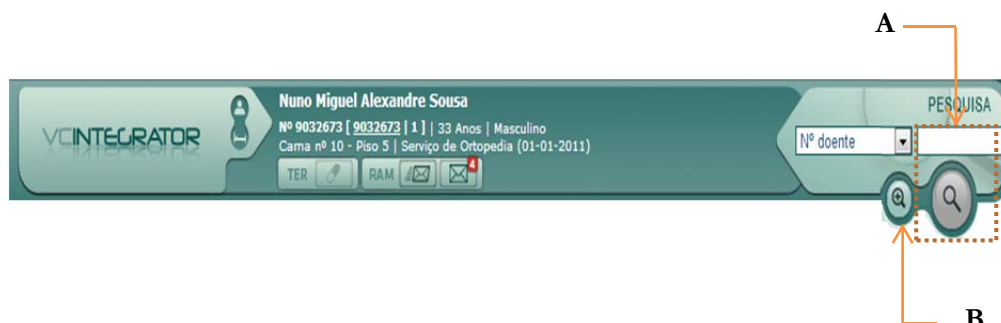 A
PESQUISA
VCINTEGRATOR
Nuno Miguel Alexandre Sousa
Nº 9032673 [ 9032673 | 1 ] | 33 Anos | Masculino
Cama nº 10 - Piso 5 | Serviço de Ortopedia (01-01-2011)
Nº doente
TER
RAM
4
B